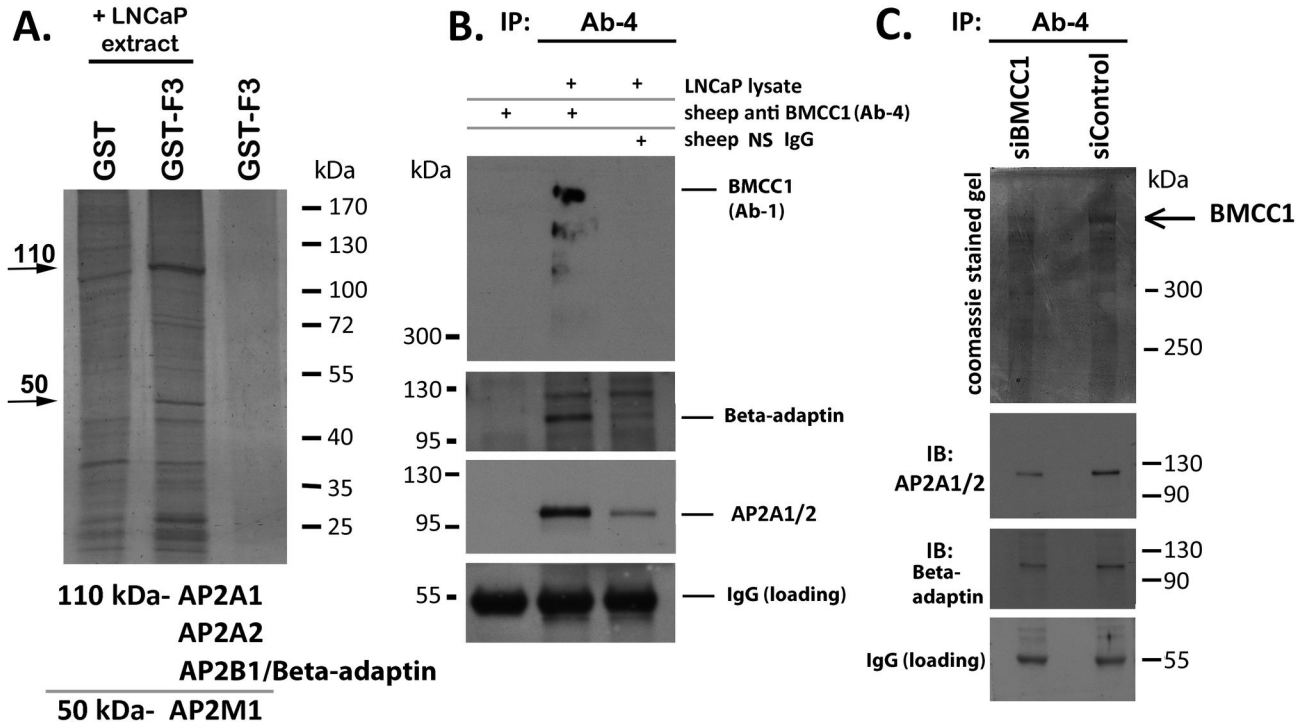 A.
+ LNCaP
extract
GST
GST-F3
GST-F3
kDa
170
130
110
100
72
55
50
40
35
25
110 kDa- AP2A1
AP2A2
AP2B1/Beta-adaptin
50 kDa- AP2M1
B.
IP: Ab-4
+ + LNCaP lysate
+ + sheep anti BMCC1 (Ab-4)
+ sheep NS IgG
kDa
BMCC1
(Ab-1)
300
130
Beta-adaptin
95
130
AP2A1/2
95
55
IgG (loading)
C.
IP: Ab-4
siBMCC1
siControl
coomassie stained gel
kDa
BMCC1
300
250
IB:
AP2A1/2
130
90
IB:
Beta-
adaptin
130
90
IgG (loading)
55